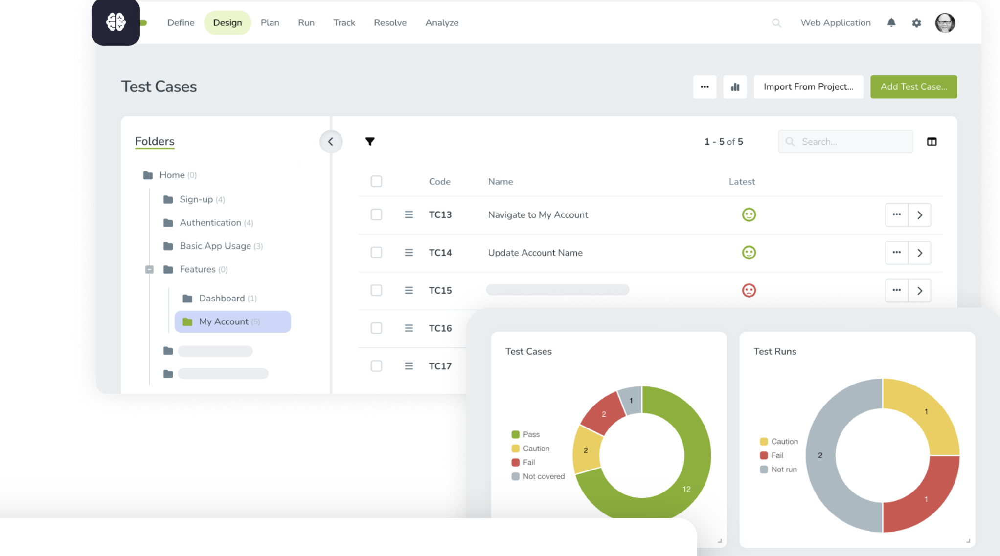 Define Design Plan Run Track Resolve Analyze Web Application
Test Cases
Import From Project... Add Test Case...
Folders
1 - 5 of 5 Search...
Home (0)
Sign-up (4)
Authentication (4)
Basic App Usage (3)
Features (0)
Dashboard (1)
My Account (5)
Code Name Latest
TC13 Navigate to My Account
TC14 Update Account Name
TC15
TC16
TC17
Test Cases
Pass
Caution
Fail
Not covered
1
2
2
12
Test Runs
Caution
Fail
Not run
1
2
1